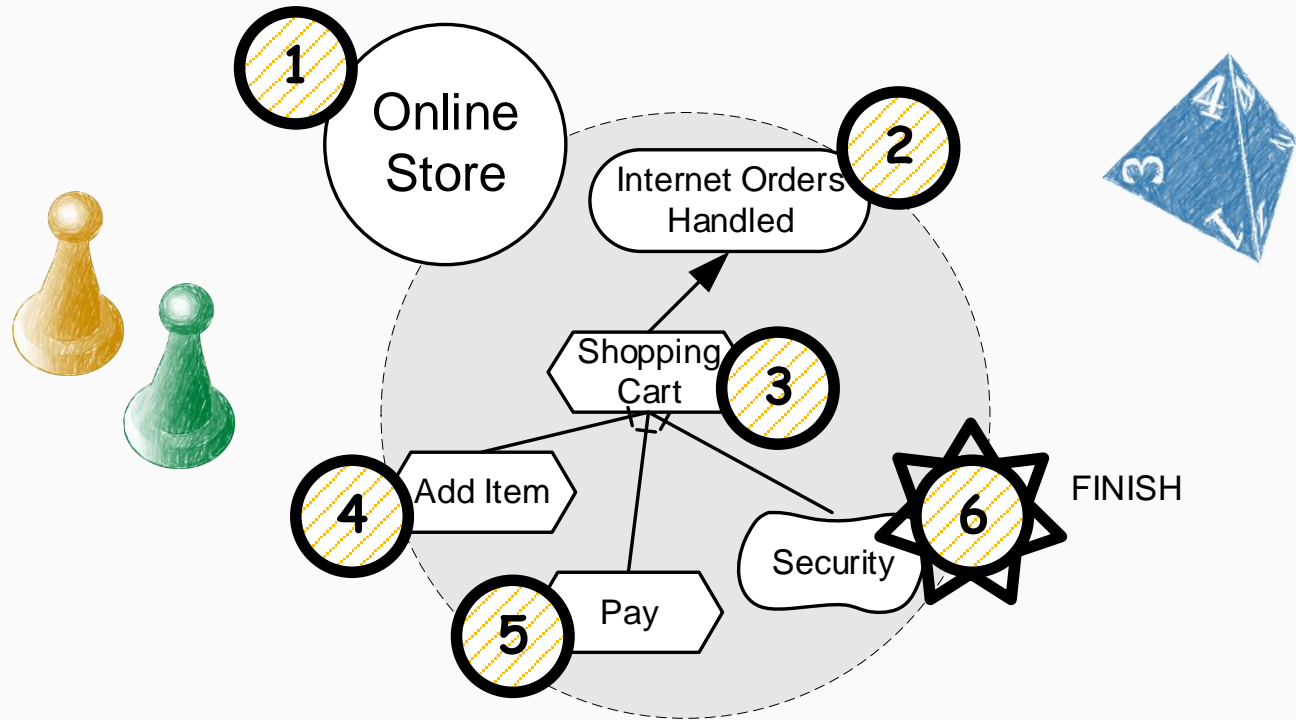 1
Online
Store
2
Internet Orders
Handled
Shopping
Cart
3
4
Add Item
5
Pay
Security
6
FINISH
4
3
1